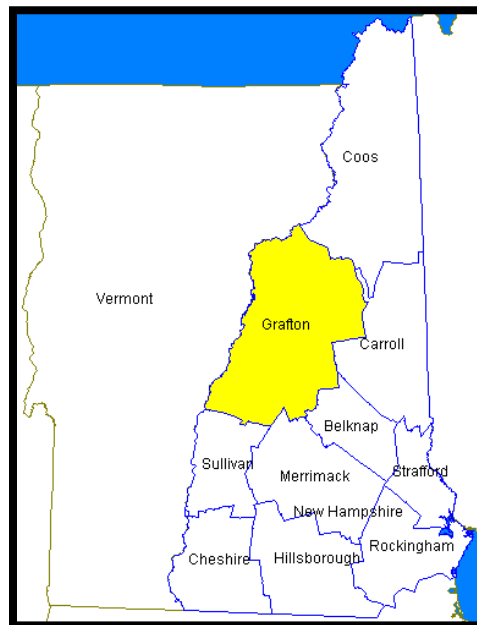 Coos
Vermont
Grafton
Carroll
Belknap
Sullivan
Merrimack
Strafford
New Hampshire
Cheshire
Hillsborough
Rockingham